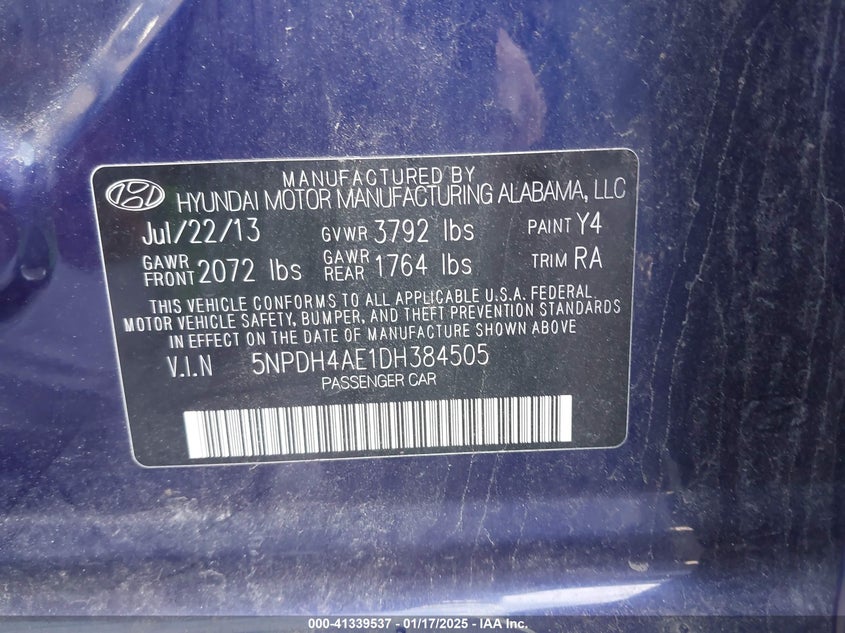 MANUFACTURED BY
HYUNDAI MOTOR MANUFACTURING ALABAMA, LLC
Jul/22/13 GVWR 3792 lbs PAINT Y4
GAWR FRONT 2072 lbs GAWR REAR 1764 lbs TRIM RA
THIS VEHICLE CONFORMS TO ALL APPLICABLE U.S.A. FEDERAL
MOTOR VEHICLE SAFETY, BUMPER, AND THEFT PREVENTION STANDARDS
IN EFFECT ON THE DATE OF MANUFACTURE SHOWN ABOVE
V.I.N 5NPDH4AE1DH384505
PASSENGER CAR
000-41339537 - 01/17/2025 - IAA Inc.